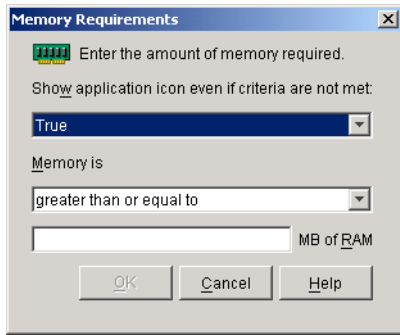 Memory Requirements
Enter the amount of memory required.
Show application icon even if criteria are not met:
True
Memory is
greater than or equal to
MB of RAM
OK Cancel Help